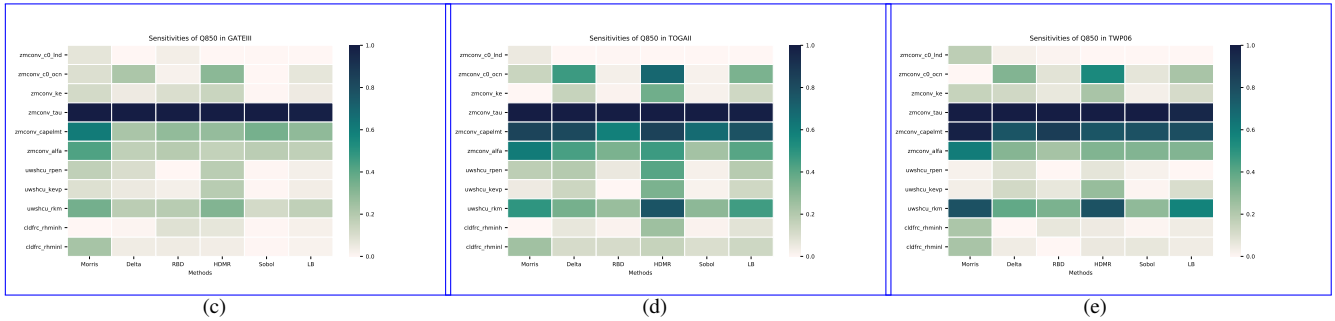 Sensitivities of Q850 in GATEIII
zmconv_c0_lnd
zmconv_c0_ocn
zmconv_ke
zmconv_tau
zmconv_capelmt
zmconv_alfa
uwshcu_rpen
uwshcu_kevp
uwshcu_rkm
cldfrc_rhminh
cldfrc_rhminl
Morris Delta RBD HDMR Sobol LB
Methods
1.0
0.8
0.6
0.4
0.2
0.0
(c)
Sensitivities of Q850 in TOGAII
zmconv_c0_lnd
zmconv_c0_ocn
zmconv_ke
zmconv_tau
zmconv_capelmt
zmconv_alfa
uwshcu_rpen
uwshcu_kevp
uwshcu_rkm
cldfrc_rhminh
cldfrc_rhminl
Morris Delta RBD HDMR Sobol LB
Methods
1.0
0.8
0.6
0.4
0.2
0.0
(d)
Sensitivities of Q850 in TWP06
zmconv_c0_lnd
zmconv_c0_ocn
zmconv_ke
zmconv_tau
zmconv_capelmt
zmconv_alfa
uwshcu_rpen
uwshcu_kevp
uwshcu_rkm
cldfrc_rhminh
cldfrc_rhminl
Morris Delta RBD HDMR Sobol LB
Methods
1.0
0.8
0.6
0.4
0.2
0.0
(e)